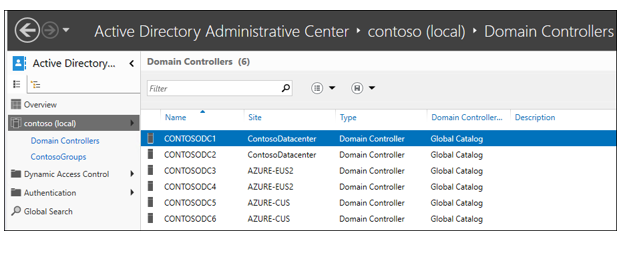 Active Directory Administrative Center • contoso (local) • Domain Controllers
Active Directory...
Domain Controllers (6)
Filter
Overview
contoso (local)
Domain Controllers
ContosoGroups
Dynamic Access Control
Authentication
Global Search
Name Site Type Domain Controller... Description
CONTOSODC1 ContosoDatacenter Domain Controller Global Catalog
CONTOSODC2 ContosoDatacenter Domain Controller Global Catalog
CONTOSODC3 AZURE-EUS2 Domain Controller Global Catalog
CONTOSODC4 AZURE-EUS2 Domain Controller Global Catalog
CONTOSODC5 AZURE-CUS Domain Controller Global Catalog
CONTOSODC6 AZURE-CUS Domain Controller Global Catalog